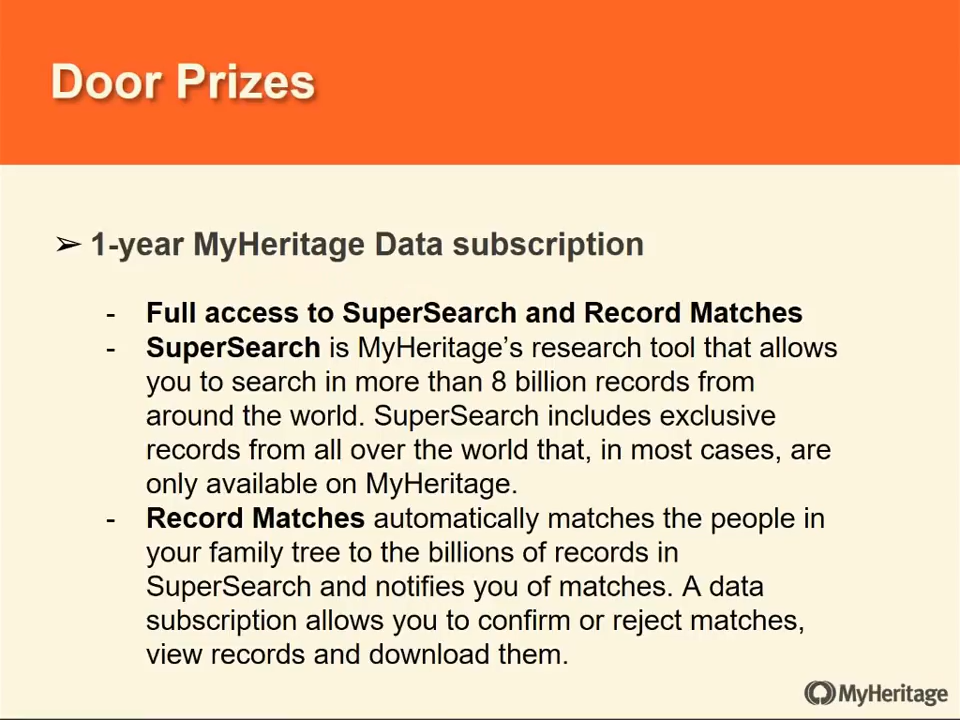 Door Prizes
➢ 1-year MyHeritage Data subscription
- Full access to SuperSearch and Record Matches
- SuperSearch is MyHeritage’s research tool that allows
you to search in more than 8 billion records from
around the world. SuperSearch includes exclusive
records from all over the world that, in most cases, are
only available on MyHeritage.
- Record Matches automatically matches the people in
your family tree to the billions of records in
SuperSearch and notifies you of matches. A data
subscription allows you to confirm or reject matches,
view records and download them.
MyHeritage